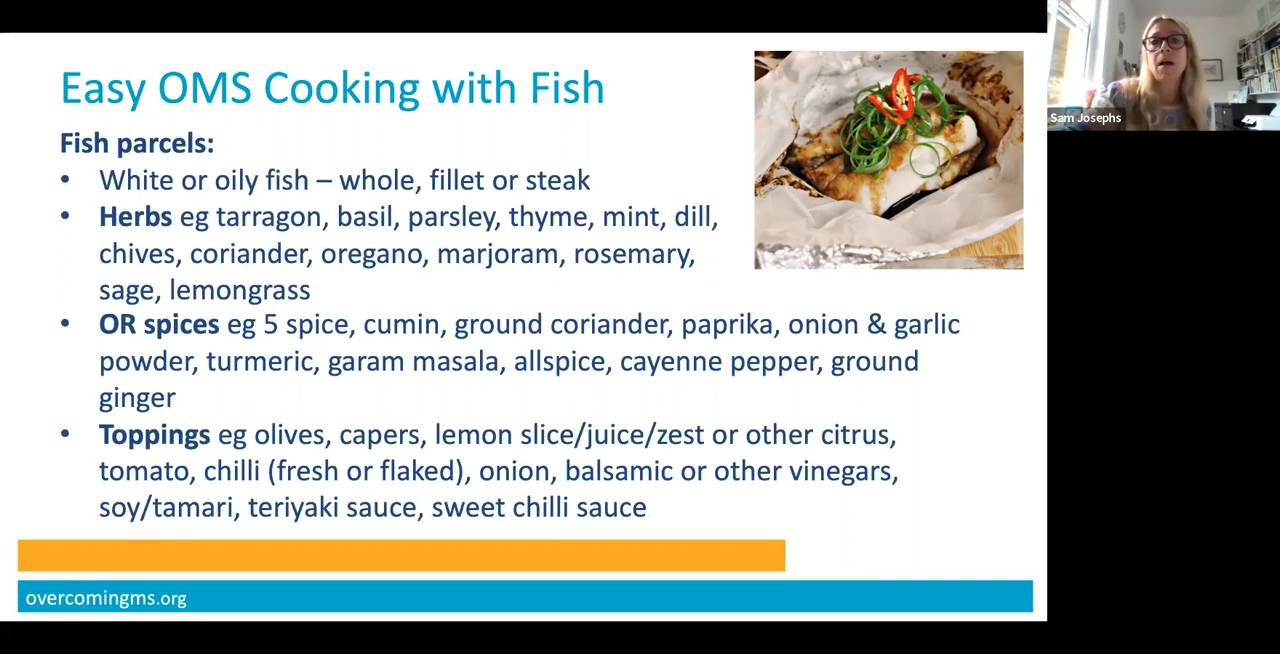 Easy OMS Cooking with Fish
Fish parcels:
• White or oily fish – whole, fillet or steak
• Herbs eg tarragon, basil, parsley, thyme, mint, dill,
chives, coriander, oregano, marjoram, rosemary,
sage, lemongrass
• OR spices eg 5 spice, cumin, ground coriander, paprika, onion & garlic
powder, turmeric, garam masala, allspice, cayenne pepper, ground
ginger
• Toppings eg olives, capers, lemon slice/juice/zest or other citrus,
tomato, chilli (fresh or flaked), onion, balsamic or other vinegars,
soy/tamari, teriyaki sauce, sweet chilli sauce
overcomingms.org
Sam Josephs